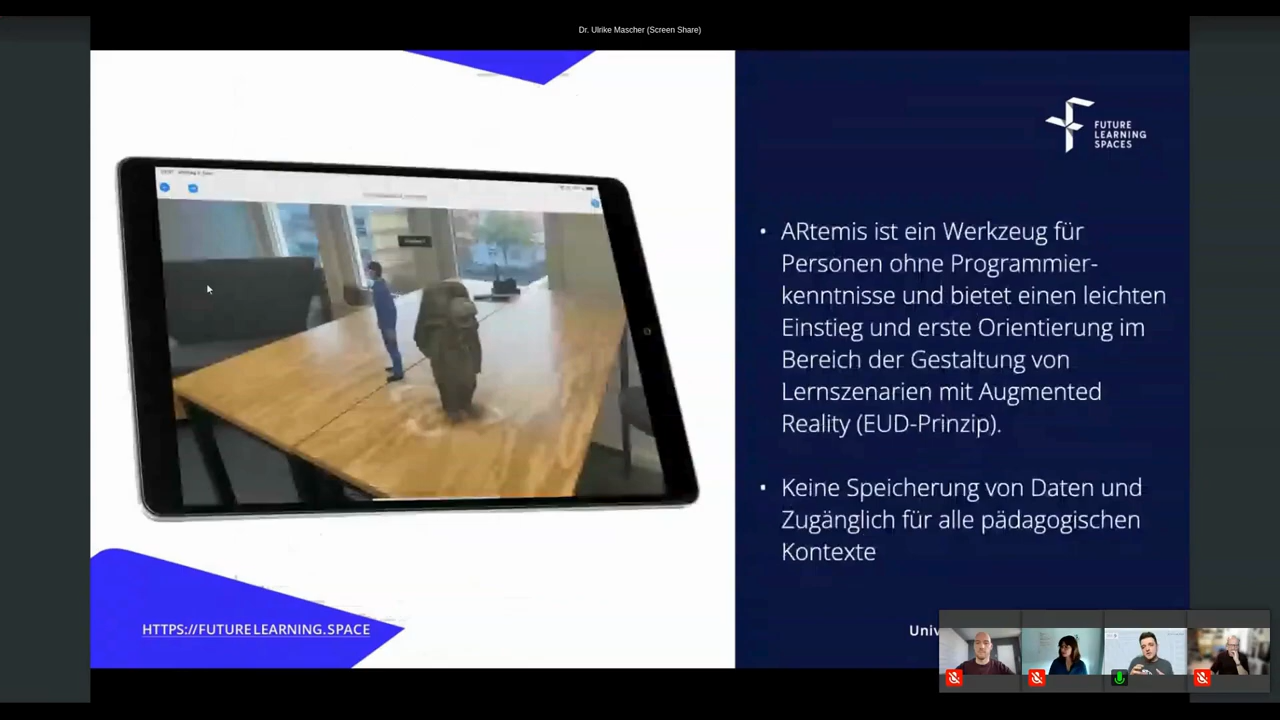 Dr. Ulrike Mascher (Screen Share)
FUTURE
LEARNING
SPACES
• ARtemis ist ein Werkzeug für
Personen ohne Programmier-
kenntnisse und bietet einen leichten
Einstieg und erste Orientierung im
Bereich der Gestaltung von
Lernszenarien mit Augmented
Reality (EUD-Prinzip).
• Keine Speicherung von Daten und
Zugänglich für alle pädagogischen
Kontexte
HTTPS://FUTURELEARNING.SPACE